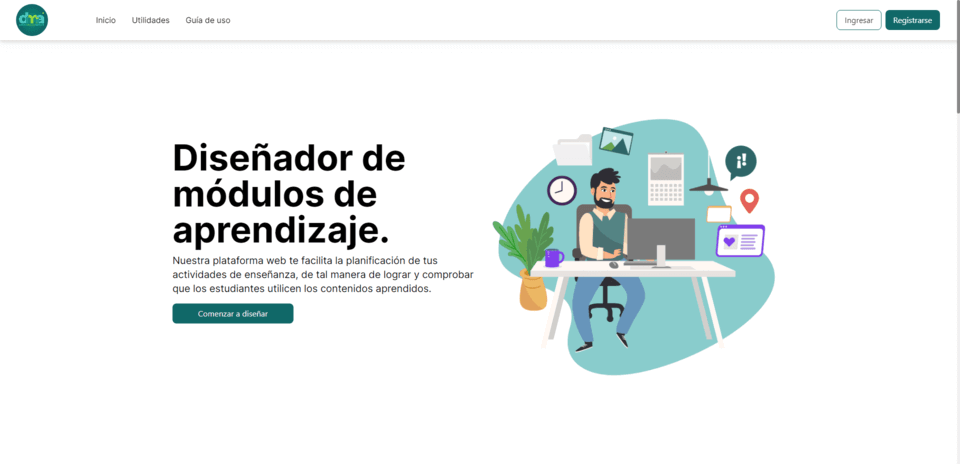 dma
Inicio Utilidades Guía de uso Ingresar Registrarse
Diseñador de
módulos de
aprendizaje.
Nuestra plataforma web te facilita la planificación de tus
actividades de enseñanza, de tal manera de lograr y comprobar
que los estudiantes utilicen los contenidos aprendidos.
Comenzar a diseñar
¡!